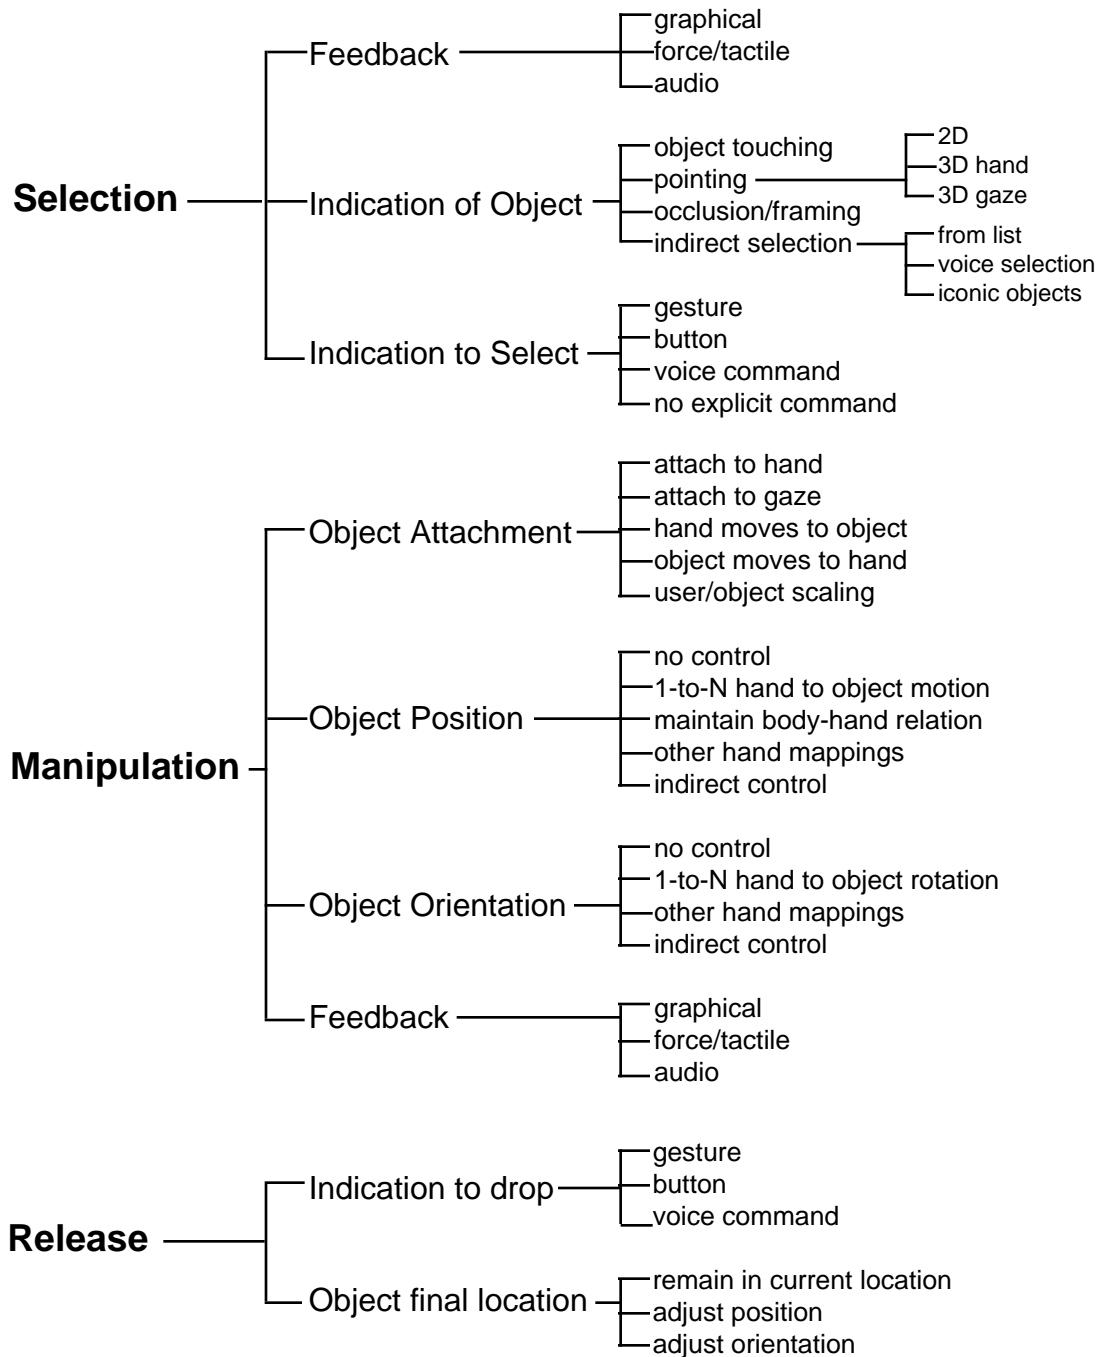 Selection
Feedback
graphical
force/tactile
audio
Indication of Object
object touching
pointing
2D
3D hand
3D gaze
occlusion/framing
indirect selection
from list
voice selection
iconic objects
Indication to Select
gesture
button
voice command
no explicit command
Manipulation
Object Attachment
attach to hand
attach to gaze
hand moves to object
object moves to hand
user/object scaling
Object Position
no control
1-to-N hand to object motion
maintain body-hand relation
other hand mappings
indirect control
Object Orientation
no control
1-to-N hand to object rotation
other hand mappings
indirect control
Feedback
graphical
force/tactile
audio
Release
Indication to drop
gesture
button
voice command
Object final location
remain in current location
adjust position
adjust orientation